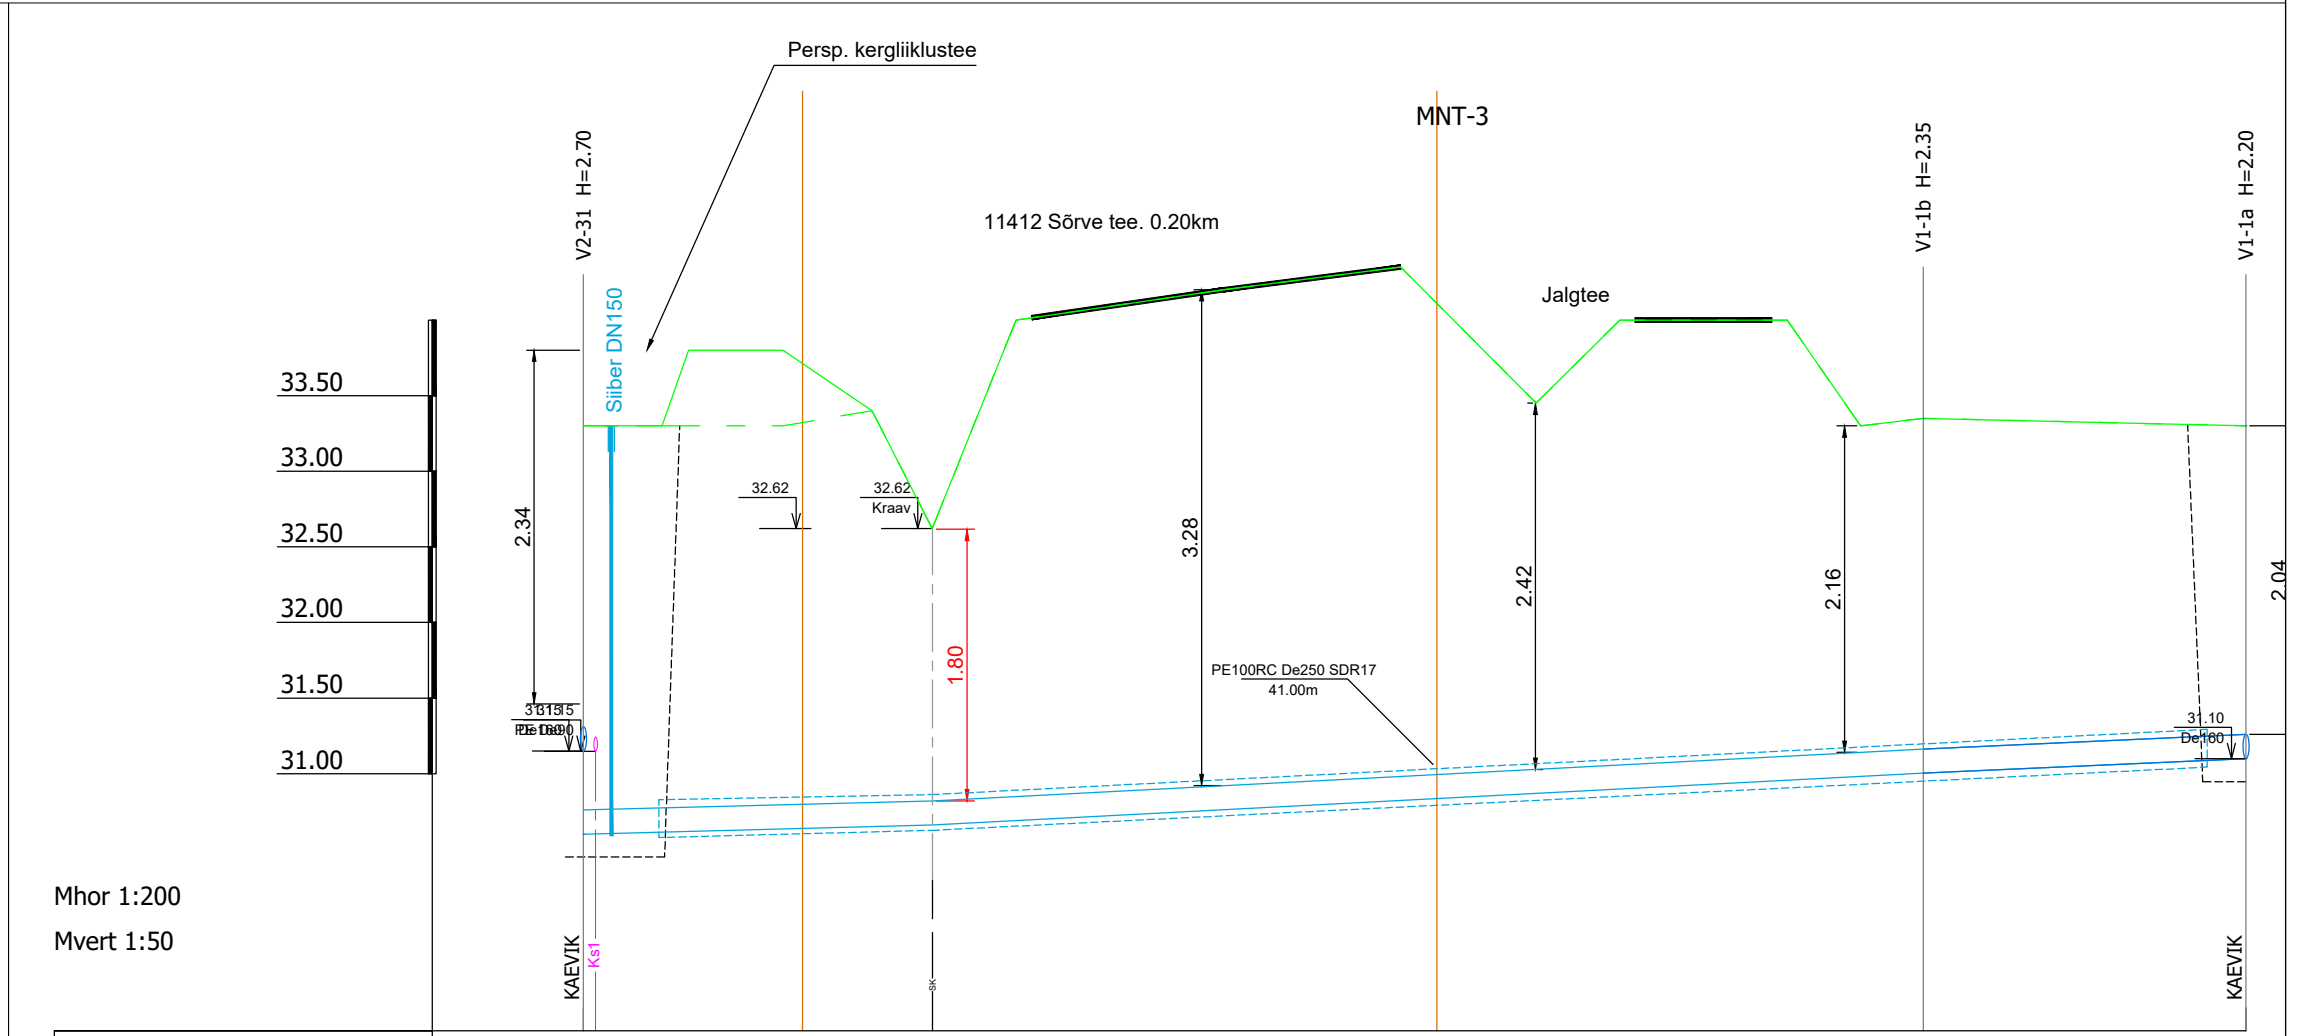 Persp. kergliiklustee
MNT-3
V2-31 H=2.70
V1-1b H=2.35
V1-1a H=2.20
11412 Sõrve tee. 0.20km
Jalgtee
Siiber DN150
33.50
33.00
32.50
32.00
31.50
31.00
2.34
32.62
32.62
Kraav
3.28
2.42
2.16
2.04
1.80
PE100RC De250 SDR17
41.00m
31.15
31.10
De160
Mhor 1:200
Mvert 1:50
KAEVIK
Ks1
SK
KAEVIK